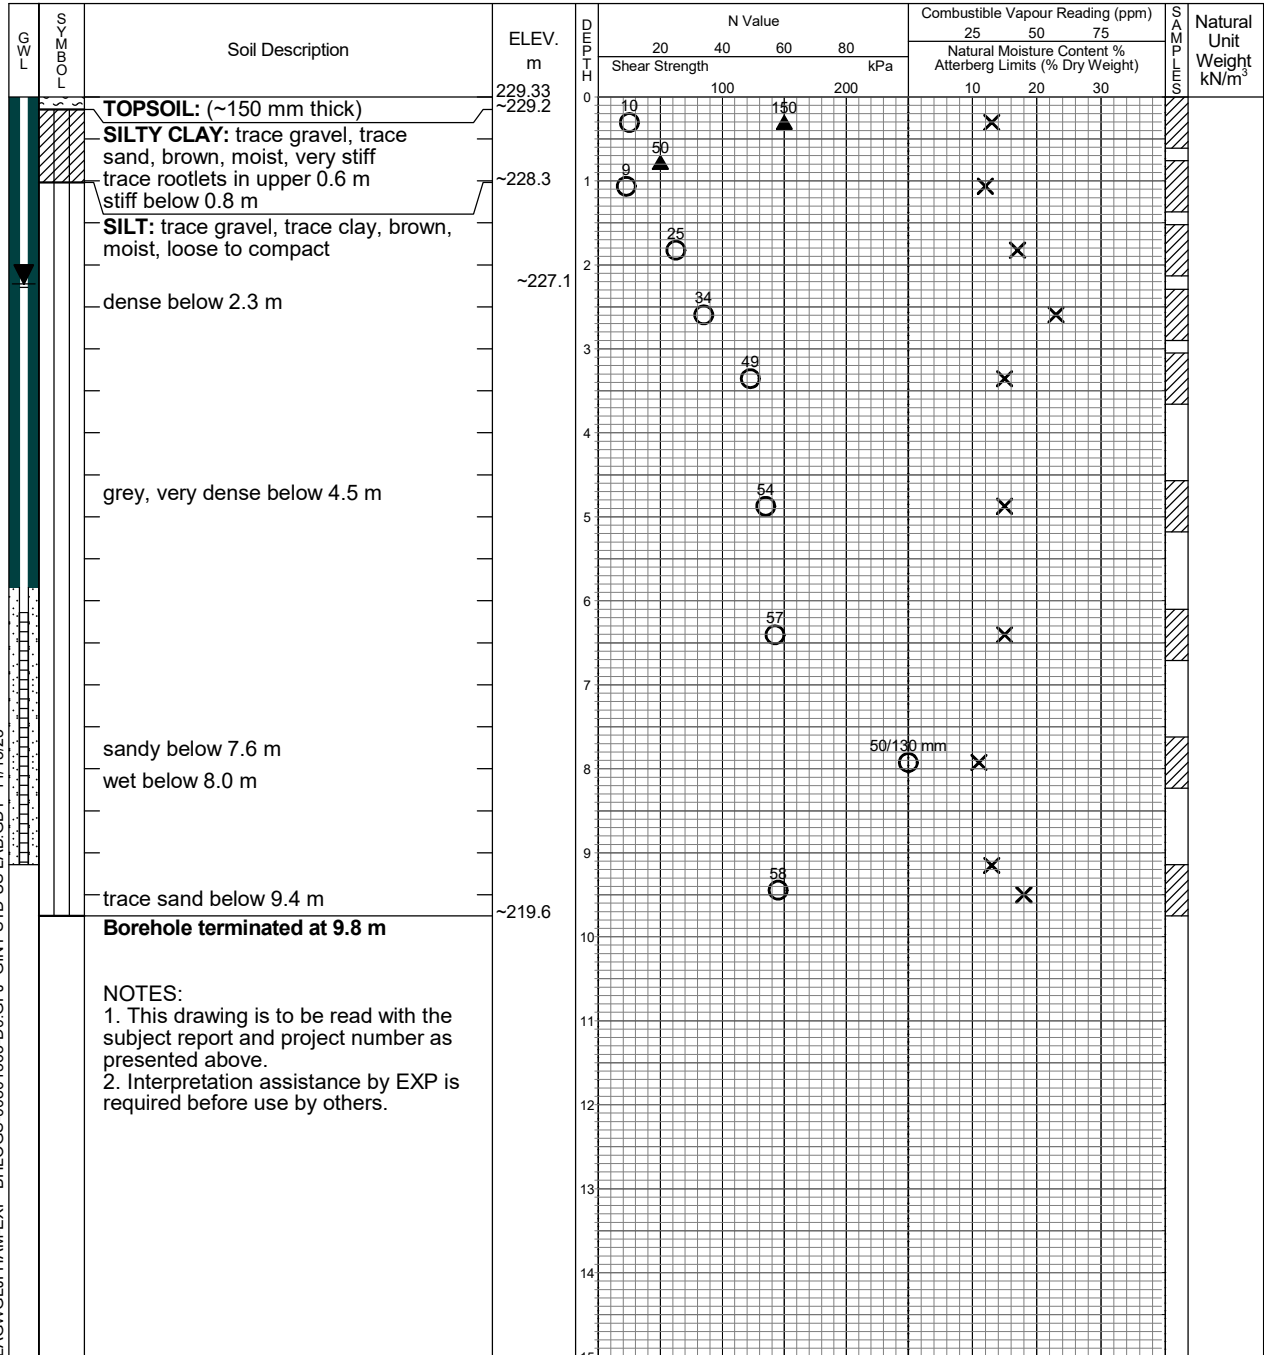 GWL
SYMBOL
Soil Description
ELEV.
m
DEPTH
N Value
20 40 60 80
Shear Strength kPa
100 200
Combustible Vapour Reading (ppm)
25 50 75
Natural Moisture Content %
Atterberg Limits (% Dry Weight)
10 20 30
SAMPLES
Natural
Unit
Weight
kN/m³
229.33
0
TOPSOIL: (~150 mm thick)
~229.2
10
150
SILTY CLAY: trace gravel, trace
sand, brown, moist, very stiff
50
trace rootlets in upper 0.6 m
~228.3
9
1
stiff below 0.8 m
SILT: trace gravel, trace clay, brown,
moist, loose to compact
25
2
~227.1
dense below 2.3 m
34
3
49
4
grey, very dense below 4.5 m
54
5
6
57
7
sandy below 7.6 m
50/130 mm
wet below 8.0 m
8
9
58
trace sand below 9.4 m
~219.6
Borehole terminated at 9.8 m
10
NOTES:
1. This drawing is to be read with the
subject report and project number as
presented above.
2. Interpretation assistance by EXP is
required before use by others.
11
12
13
14